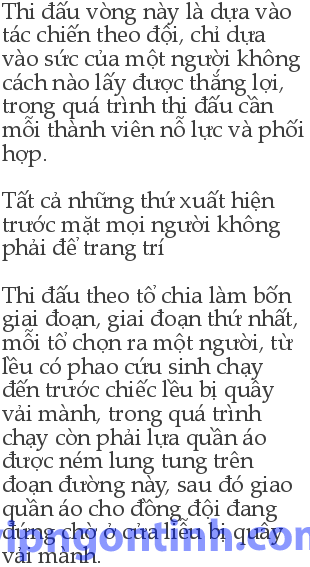 Thi đấu vòng này là dựa vào
tác chiến theo đội, chỉ dựa
vào sức của một người không
cách nào lấy được thắng lợi,
trong quá trình thi đấu cần
mỗi thành viên nỗ lực và phối
hợp.
Tất cả những thứ xuất hiện
trước mặt mọi người không
phải để trang trí
Thi đấu theo tổ chia làm bốn
giai đoạn, giai đoạn thứ nhất,
mỗi tổ chọn ra một người, từ
lều có phao cứu sinh chạy
đến trước chiếc lều bị quây
vải mành, trong quá trình
chạy còn phải lựa quần áo
được ném lung tung trên
đoạn đường này, sau đó giao
quần áo cho đồng đội đang
đứng chờ ở cửa liễu bị quây
vải mành.